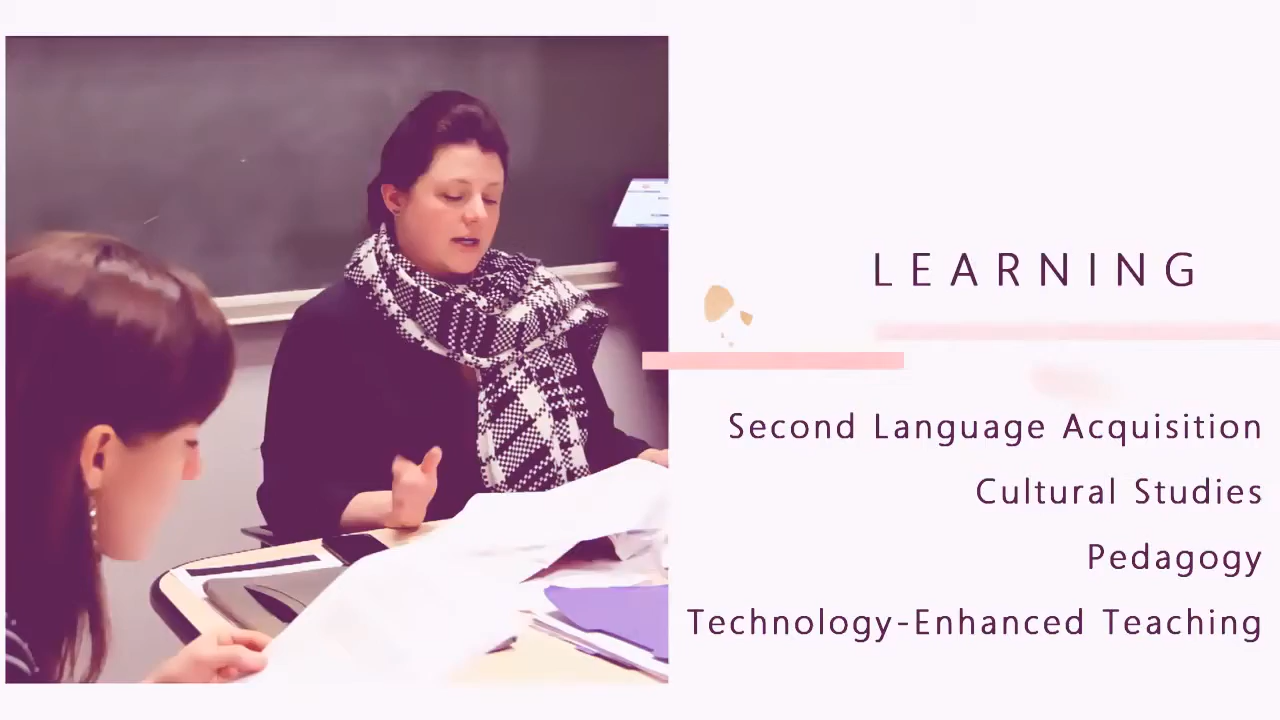 LEARNING
Second Language Acquisition
Cultural Studies
Pedagogy
Technology-Enhanced Teaching